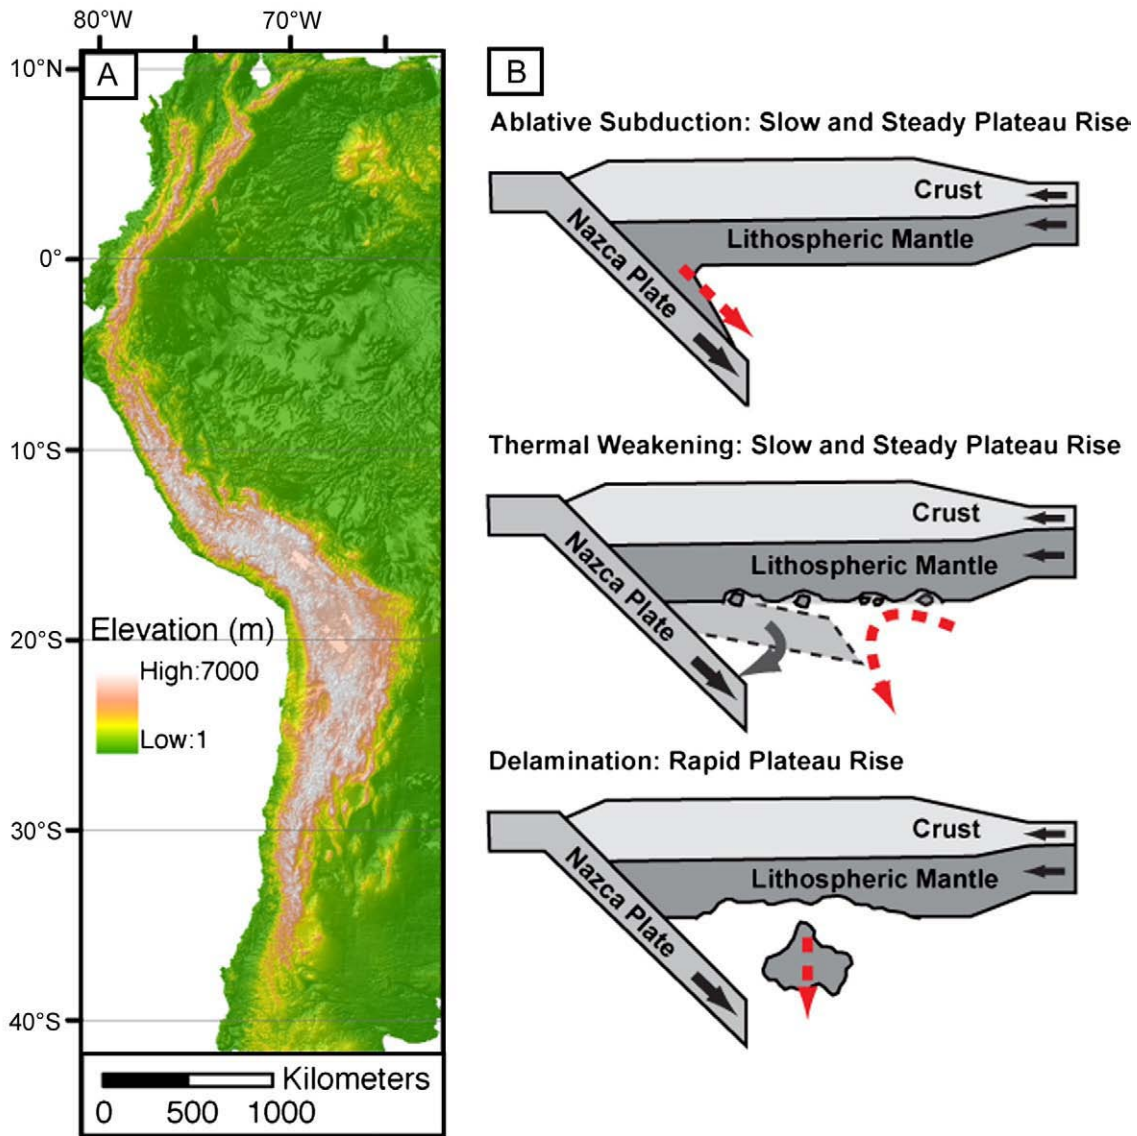 80°W 70°W
10°N
0°
10°S
20°S
30°S
40°S
A
Elevation (m)
High:7000
Low:1
Kilometers
0 500 1000
B
Ablative Subduction: Slow and Steady Plateau Rise
Crust
Lithospheric Mantle
Nazca Plate
Thermal Weakening: Slow and Steady Plateau Rise
Crust
Lithospheric Mantle
Nazca Plate
Delamination: Rapid Plateau Rise
Crust
Lithospheric Mantle
Nazca Plate